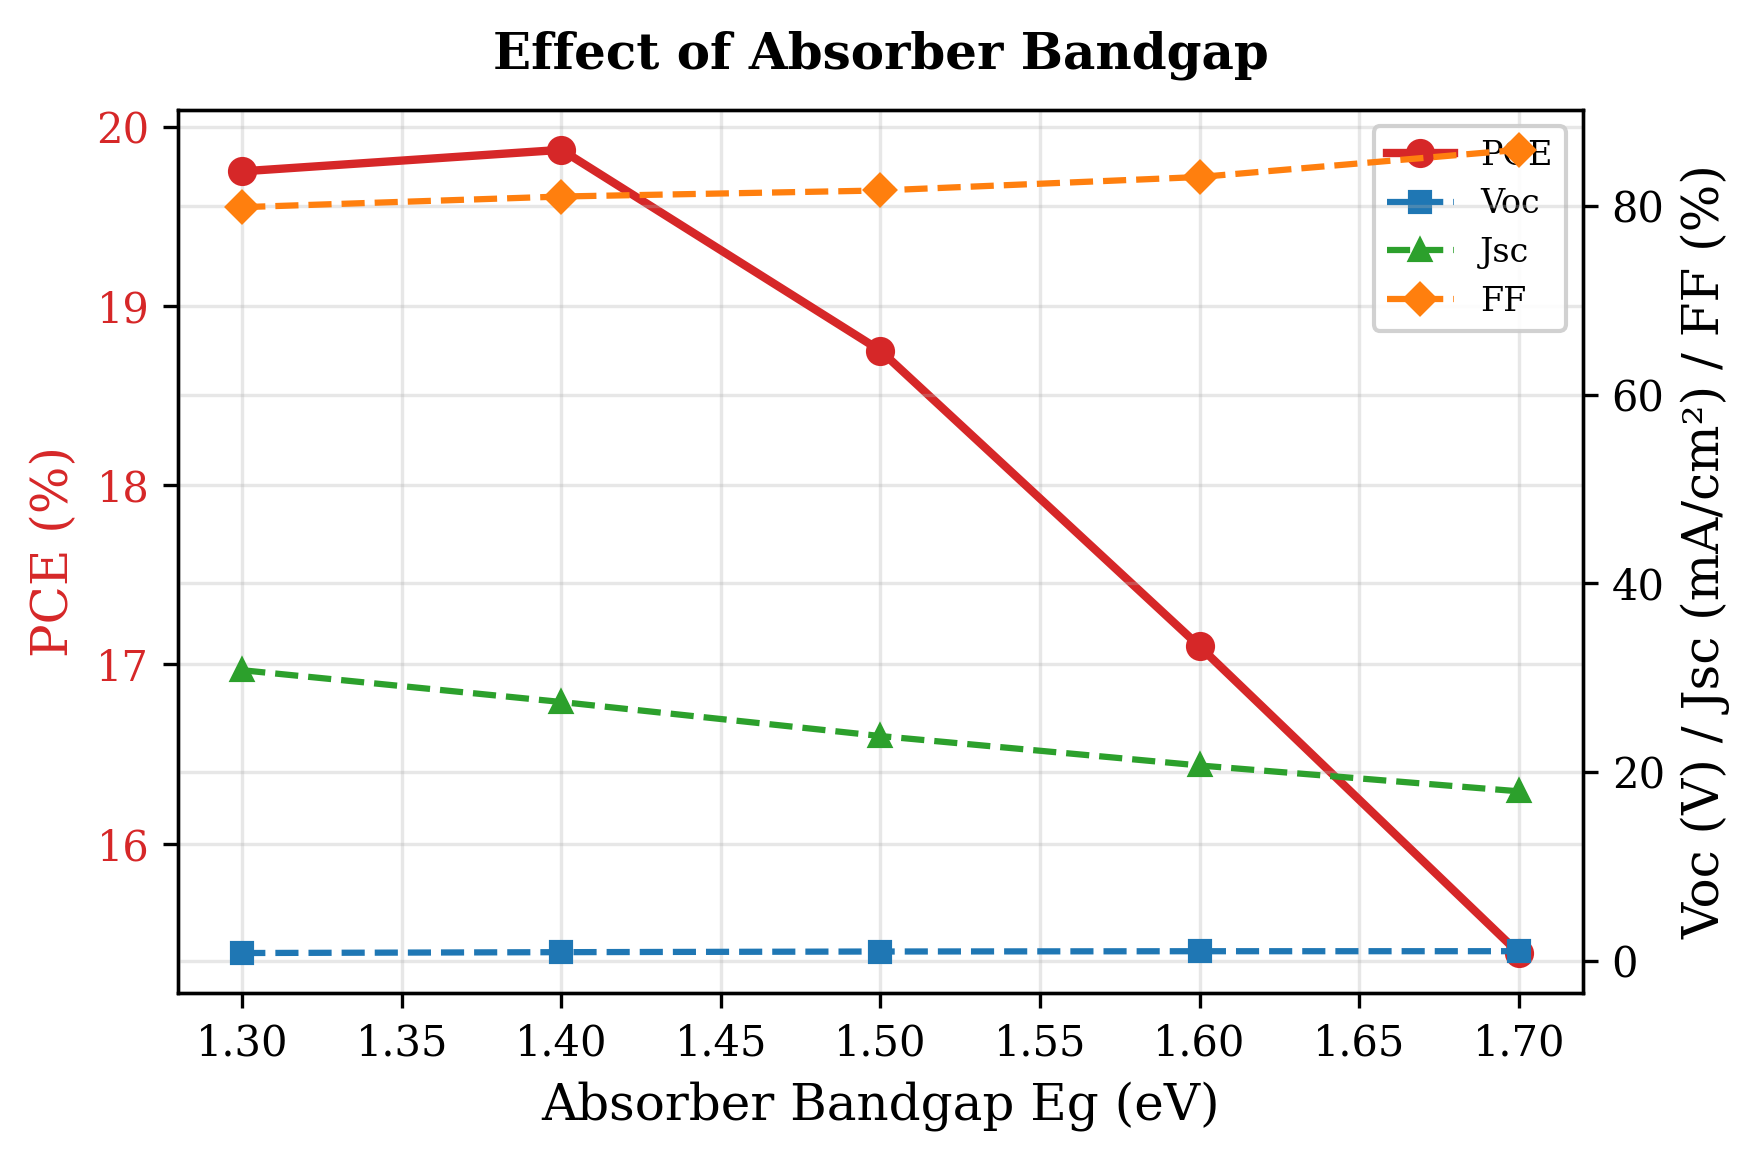 Effect of Absorber Bandgap
PCE (%)
20
19
18
17
16
PCE
Voc
Jsc
FF
80
60
40
20
0
Voc (V) / Jsc (mA/cm²) / FF (%)
1.30 1.35 1.40 1.45 1.50 1.55 1.60 1.65 1.70
Absorber Bandgap Eg (eV)